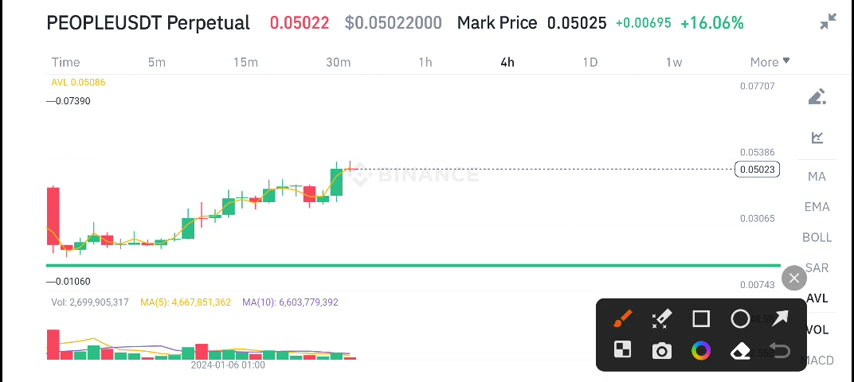 PEOPLEUSDT Perpetual 0.05022 $0.05022000 Mark Price 0.05025 +0.00695 +16.06%
Time 5m 15m 30m 1h 4h 1D 1w More
AVL 0.05086
0.07707
0.07390
0.05386
BINANCE
0.05023
MA
EMA
0.03065
BOLL
SAR
0.01060
0.00743
AVL
Vol: 2,699,905,317 MA(5): 4,667,851,362 MA(10): 6,603,779,392
VOL
MACD
2024-01-06 01:00